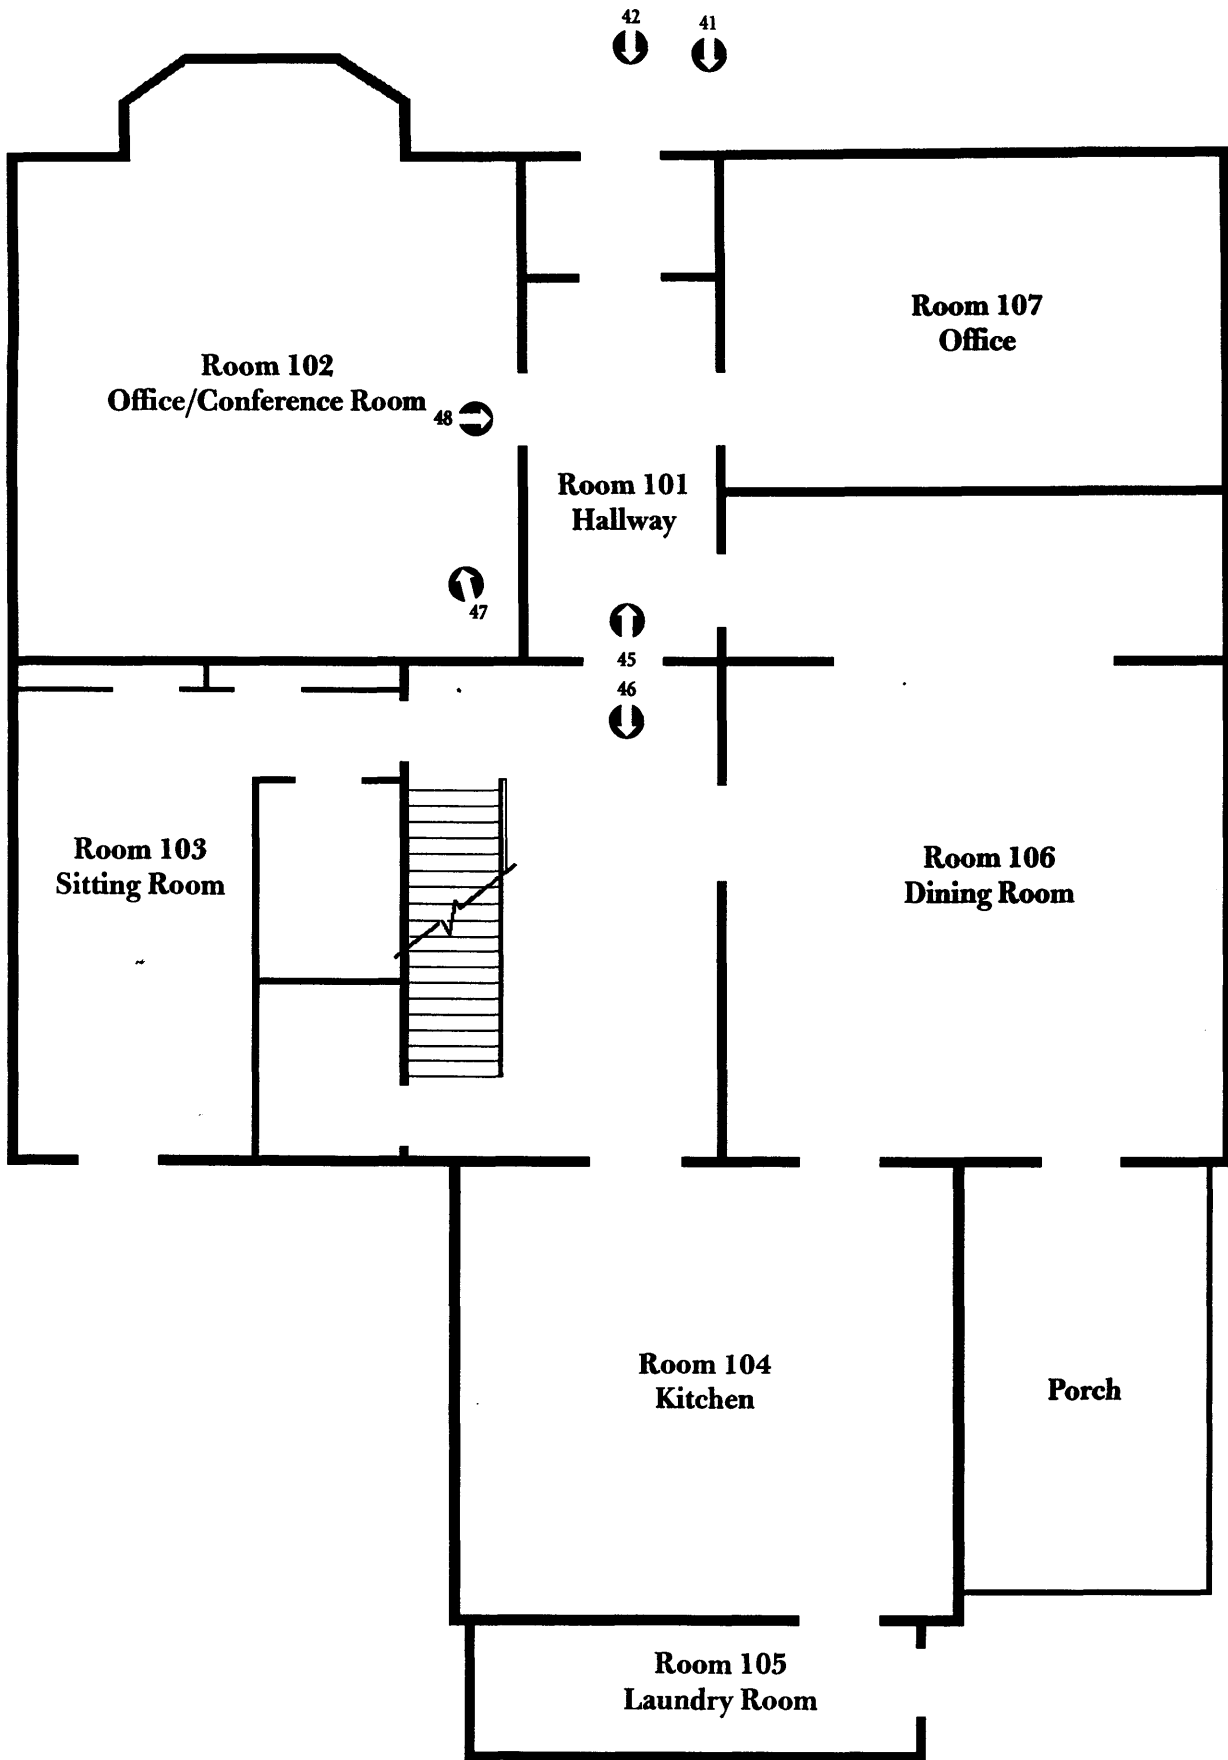 42
41
Room 107
Office
Room 102
Office/Conference Room
48
Room 101
Hallway
47
45
46
Room 103
Sitting Room
Room 106
Dining Room
Room 104
Kitchen
Porch
Room 105
Laundry Room